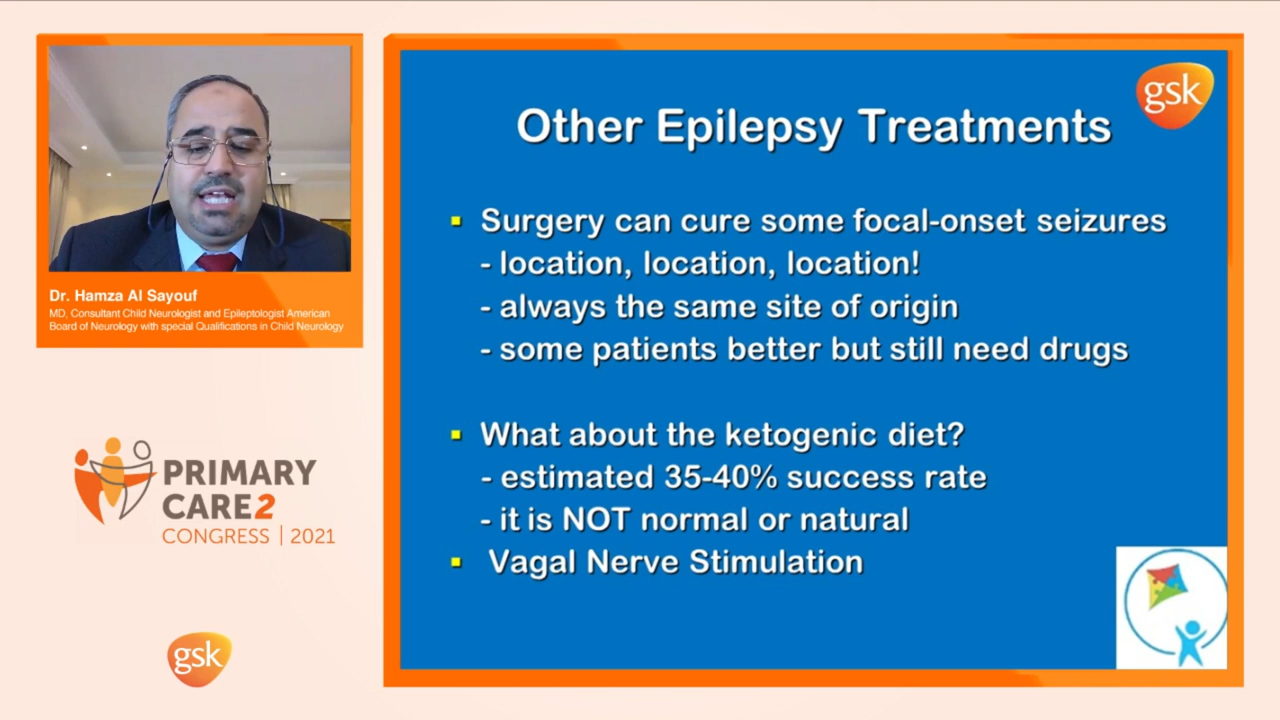 Dr. Hamza Al Sayouf
MD, Consultant Child Neurologist and Epileptologist American
Board of Neurology with special Qualifications in Child Neurology
PRIMARY
CARE2
CONGRESS | 2021
gsk
gsk
Other Epilepsy Treatments
▪ Surgery can cure some focal-onset seizures
- location, location, location!
- always the same site of origin
- some patients better but still need drugs
▪ What about the ketogenic diet?
- estimated 35-40% success rate
- it is NOT normal or natural
▪ Vagal Nerve Stimulation